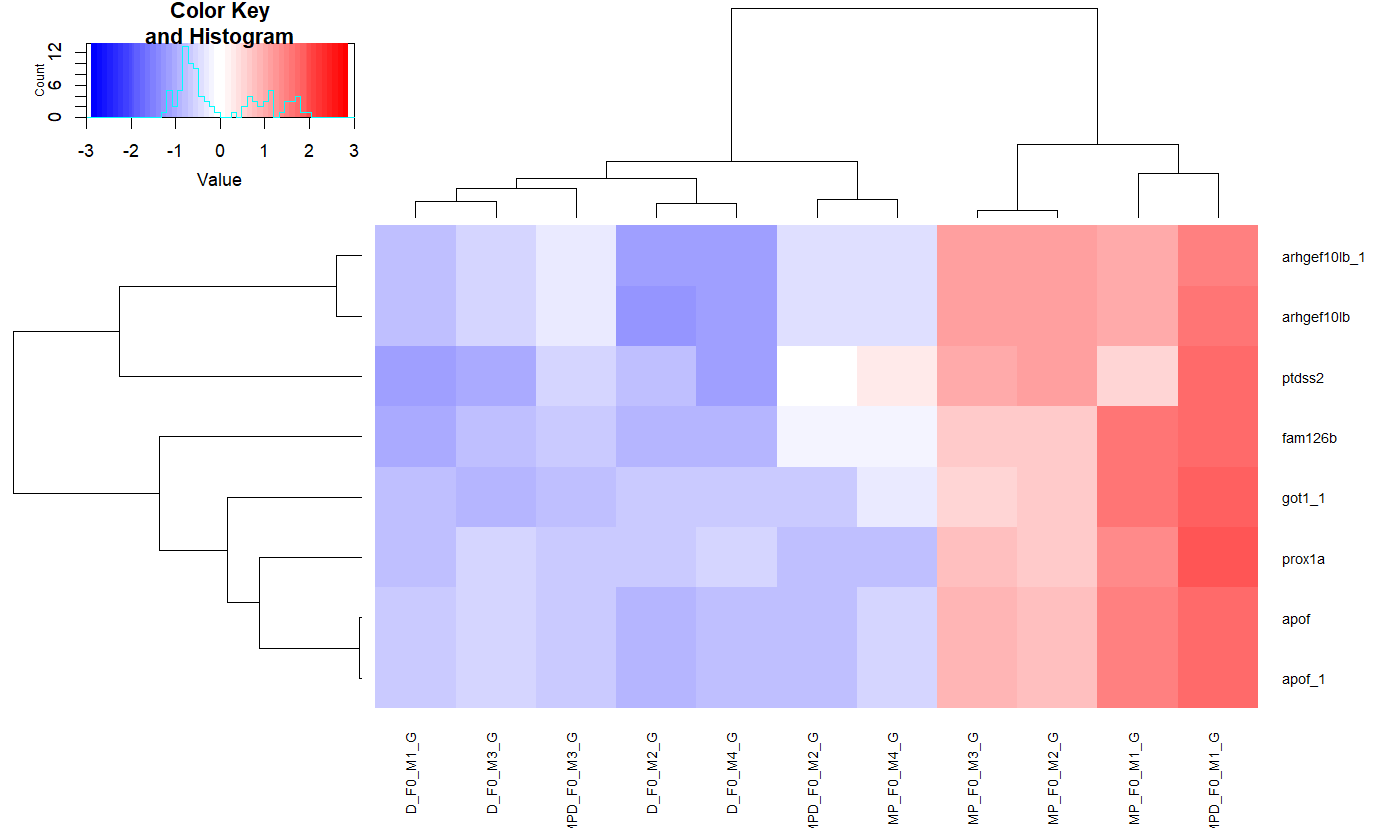 Color Key
and Histogram
Count
0 6 12
-3 -2 -1 0 1 2 3
Value
arhgef10lb_1
arhgef10lb
ptdss2
fam126b
got1_1
prox1a
apof
apof_1
D_F0_M1_G
D_F0_M3_G
MPD_F0_M3_G
D_F0_M2_G
D_F0_M4_G
MPD_F0_M2_G
MP_F0_M4_G
MP_F0_M3_G
MP_F0_M2_G
MP_F0_M1_G
MPD_F0_M1_G